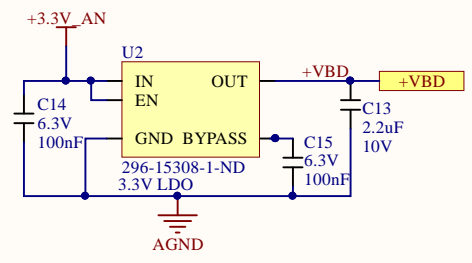 +3.3V_AN
U2
IN
OUT
EN
GND
BYPASS
296-15308-1-ND
3.3V LDO
C14
6.3V
100nF
+VBD
+VBD
C13
2.2uF
10V
C15
6.3V
100nF
AGND